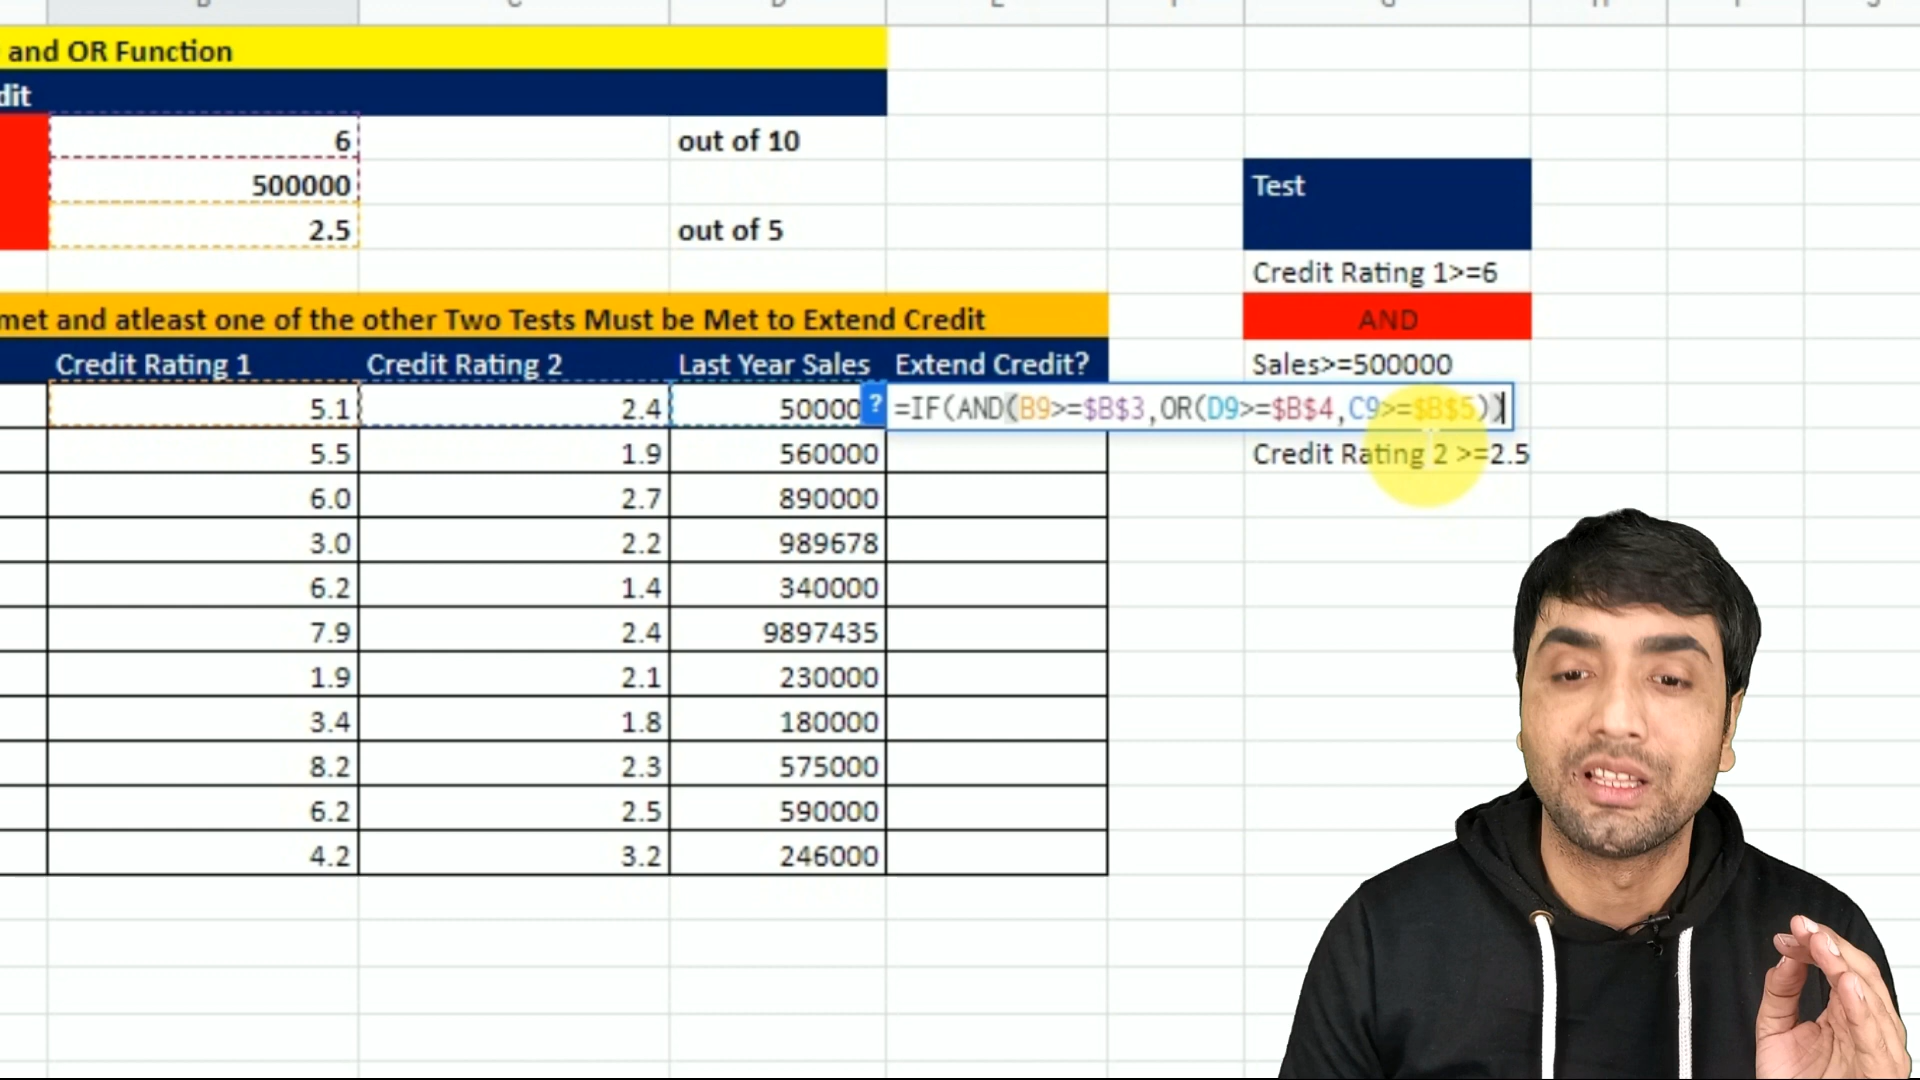 and OR Function
dit
6 out of 10
500000
2.5 out of 5
Test
Credit Rating 1>=6
met and atleast one of the other Two Tests Must be Met to Extend Credit
AND
Credit Rating 1 Credit Rating 2 Last Year Sales Extend Credit?
Sales>=500000
5.1 2.4 50000 ? =IF(AND(B9>=$B$3,OR(D9>=$B$4,C9>=$B$5))
5.5 1.9 560000
Credit Rating 2 >=2.5
6.0 2.7 890000
3.0 2.2 989678
6.2 1.4 340000
7.9 2.4 9897435
1.9 2.1 230000
3.4 1.8 180000
8.2 2.3 575000
6.2 2.5 590000
4.2 3.2 246000